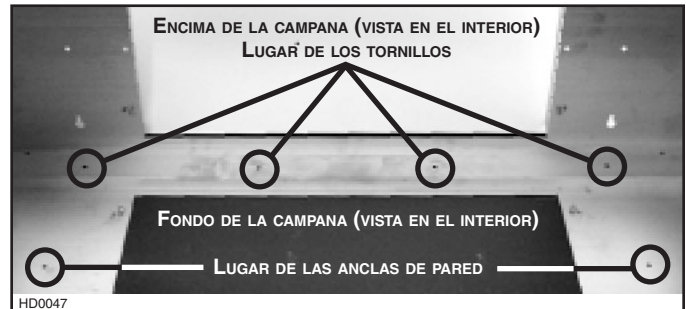 ENCIMA DE LA CAMPANA (VISTA EN EL INTERIOR)
LUGAR DE LOS TORNILLOS
FONDO DE LA CAMPANA (VISTA EN EL INTERIOR)
LUGAR DE LAS ANCLAS DE PARED
HD0047